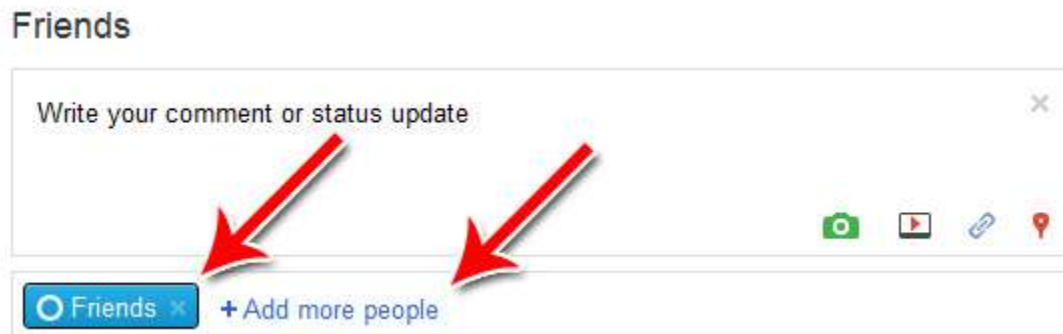 Friends
Write your comment or status update
Friends
+ Add more people